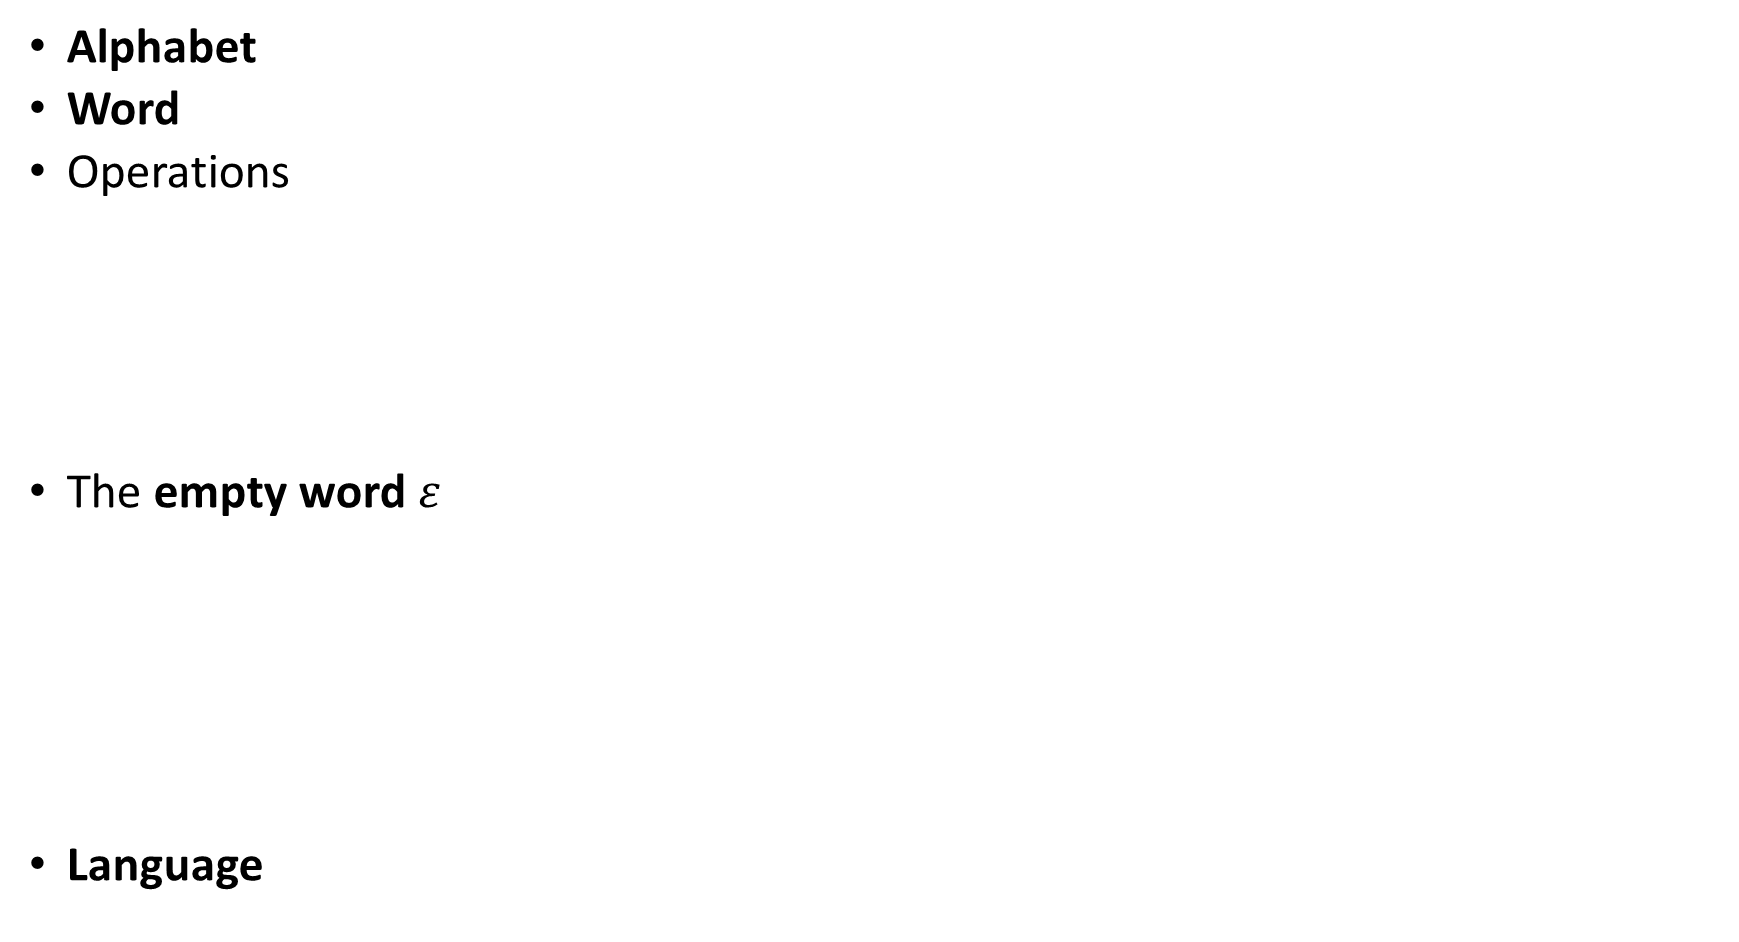 • Alphabet
• Word
• Operations
• The empty word ε
• Language